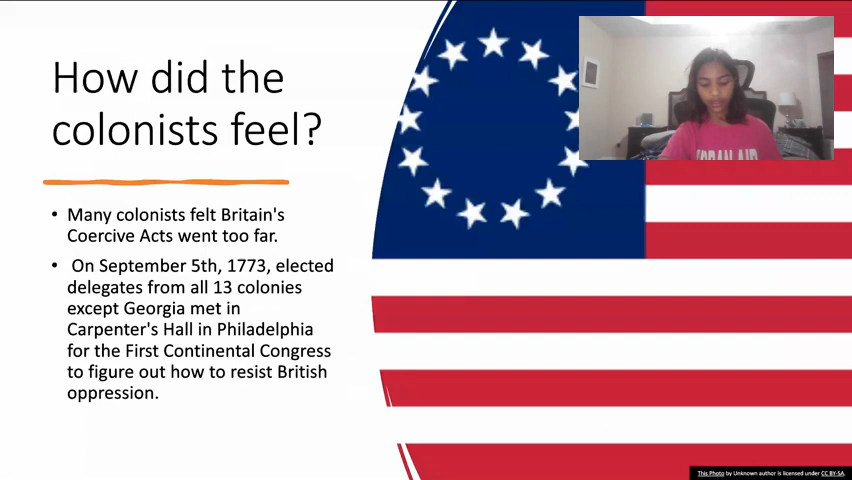 How did the
colonists feel?
• Many colonists felt Britain's
Coercive Acts went too far.
• On September 5th, 1773, elected
delegates from all 13 colonies
except Georgia met in
Carpenter's Hall in Philadelphia
for the First Continental Congress
to figure out how to resist British
oppression.
AIR
This Photo by Unknown author is licensed under CC BY-SA.